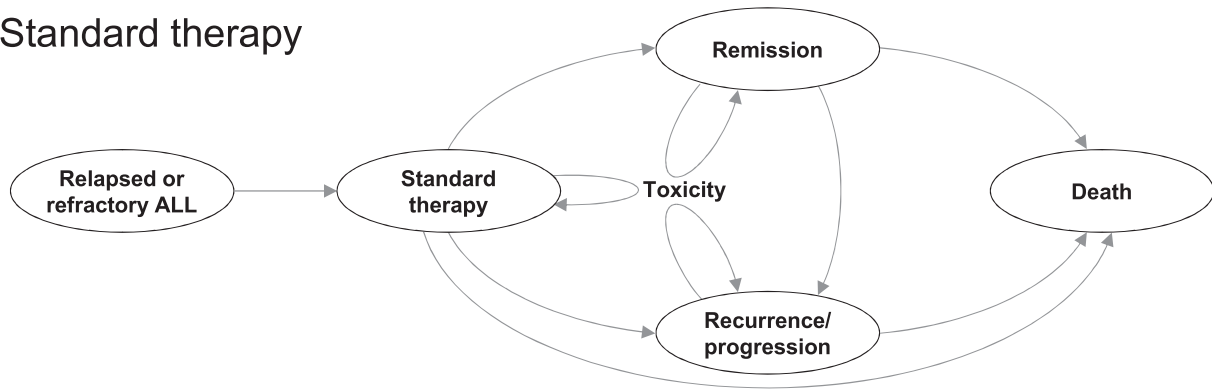 Standard therapy
Remission
Relapsed or
refractory ALL
Standard
therapy
Toxicity
Death
Recurrence/
progression